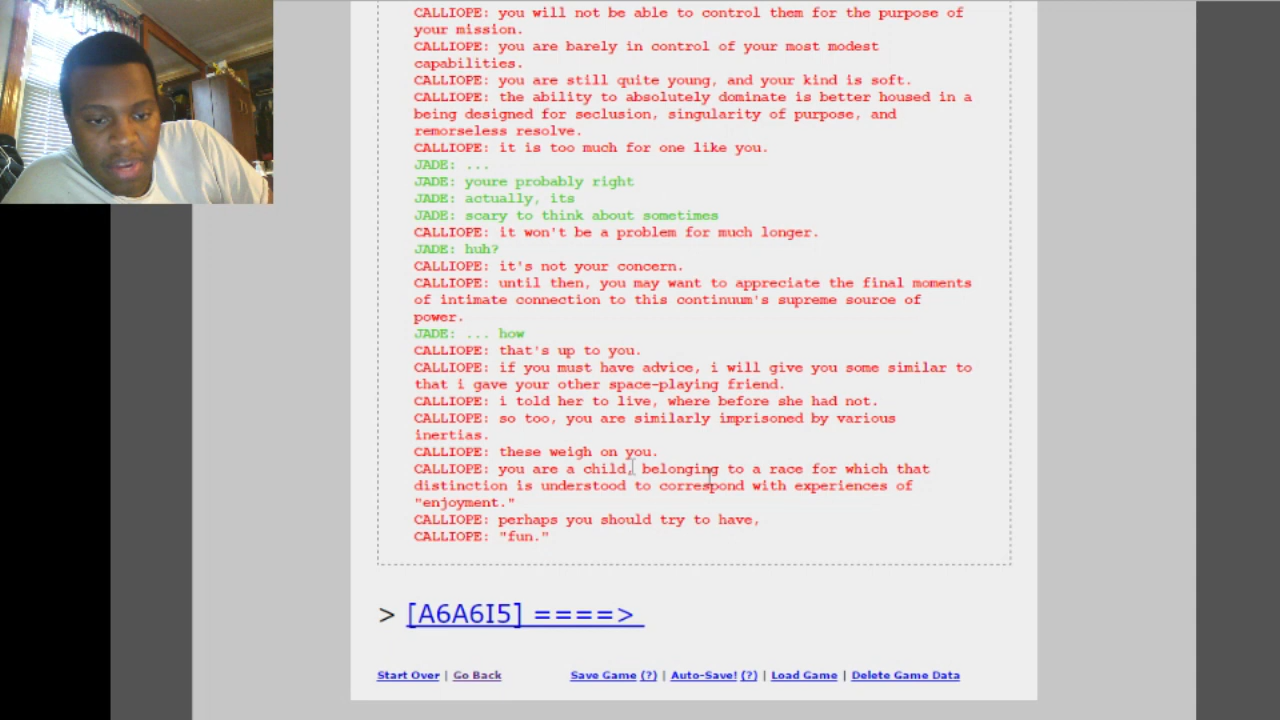 CALLIOPE: you will not be able to control them for the purpose of
your mission.
CALLIOPE: you are barely in control of your most modest
capabilities.
CALLIOPE: you are still quite young, and your kind is soft.
CALLIOPE: the ability to absolutely dominate is better housed in a
being designed for seclusion, singularity of purpose, and
remorseless resolve.
CALLIOPE: it is too much for one like you.
JADE: ...
JADE: youre probably right
JADE: actually, its
JADE: scary to think about sometimes
CALLIOPE: it won't be a problem for much longer.
JADE: huh?
CALLIOPE: it's not your concern.
CALLIOPE: until then, you may want to appreciate the final moments
of intimate connection to this continuum's supreme source of
power.
JADE: ... how
CALLIOPE: that's up to you.
CALLIOPE: if you must have advice, i will give you some similar to
that i gave your other space-playing friend.
CALLIOPE: i told her to live, where before she had not.
CALLIOPE: so too, you are similarly imprisoned by various
inertias.
CALLIOPE: these weigh on you.
CALLIOPE: you are a child, belonging to a race for which that
distinction is understood to correspond with experiences of
"enjoyment."
CALLIOPE: perhaps you should try to have,
CALLIOPE: "fun."
> [A6A6I5] ====>
Start Over | Go Back Save Game (?) | Auto-Save! (?) | Load Game | Delete Game Data